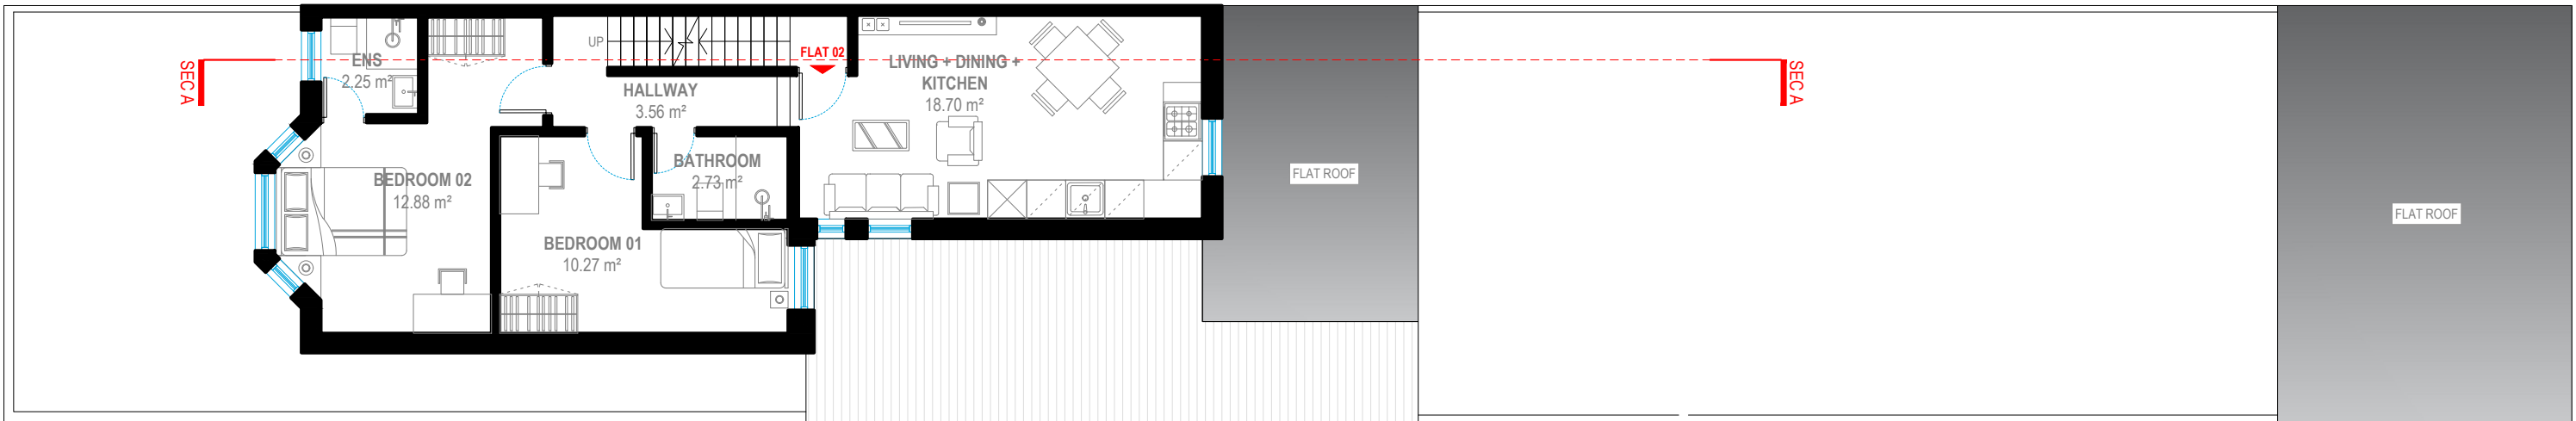 SEC A
ENS
2.25 m²
UP
FLAT 02
HALLWAY
3.56 m²
LIVING + DINING +
KITCHEN
18.70 m²
SEC A
BEDROOM 02
12.88 m²
BATHROOM
2.73 m²
BEDROOM 01
10.27 m²
FLAT ROOF
FLAT ROOF